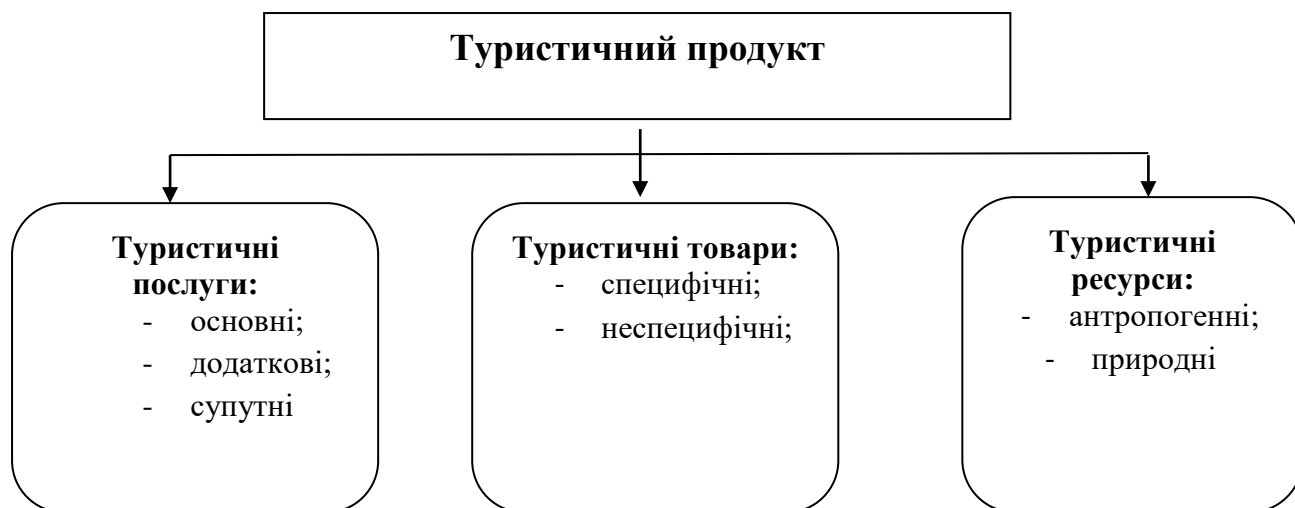 Туристичний продукт
Туристичні
послуги:
- основні;
- додаткові;
- супутні
Туристичні товари:
- специфічні;
- неспецифічні;
Туристичні
ресурси:
- антропогенні;
- природні